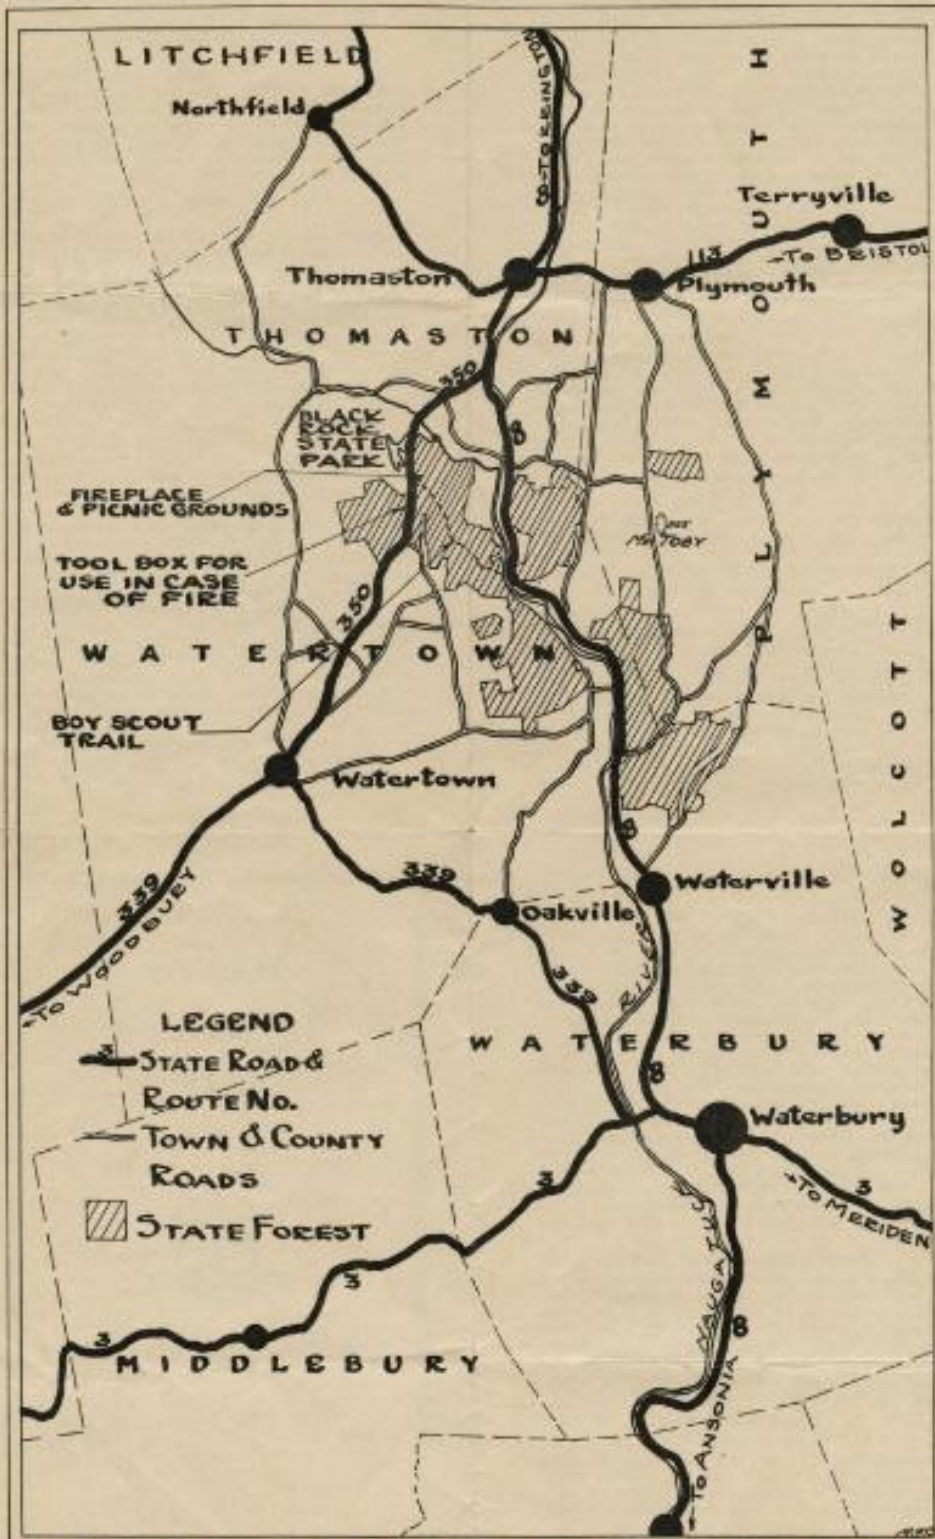 LITCHFIELD
Northfield
8-TORRINGTON
PLYMOUTH
Terryville
113
→TO BRISTOL
Thomaston
Plymouth
THOMASTON
350
8
BLACK
ROCK
STATE
PARK
FIREPLACE
& PICNIC GROUNDS
MT TOBY
TOOL BOX FOR
USE IN CASE
OF FIRE
350
WATERTOWN
WOLCOTT
BOY SCOUT
TRAIL
Watertown
8
339
339
Waterville
Oakville
→TO WOODBURY
RIVER
339
LEGEND
3 STATE ROAD &
ROUTE NO.
TOWN & COUNTY
ROADS
STATE FOREST
WATERBURY
8
Waterbury
3
3
→TO MERIDEN
NAUGATUCK
3
8
3
MIDDLEBURY
→TO ANSONIA